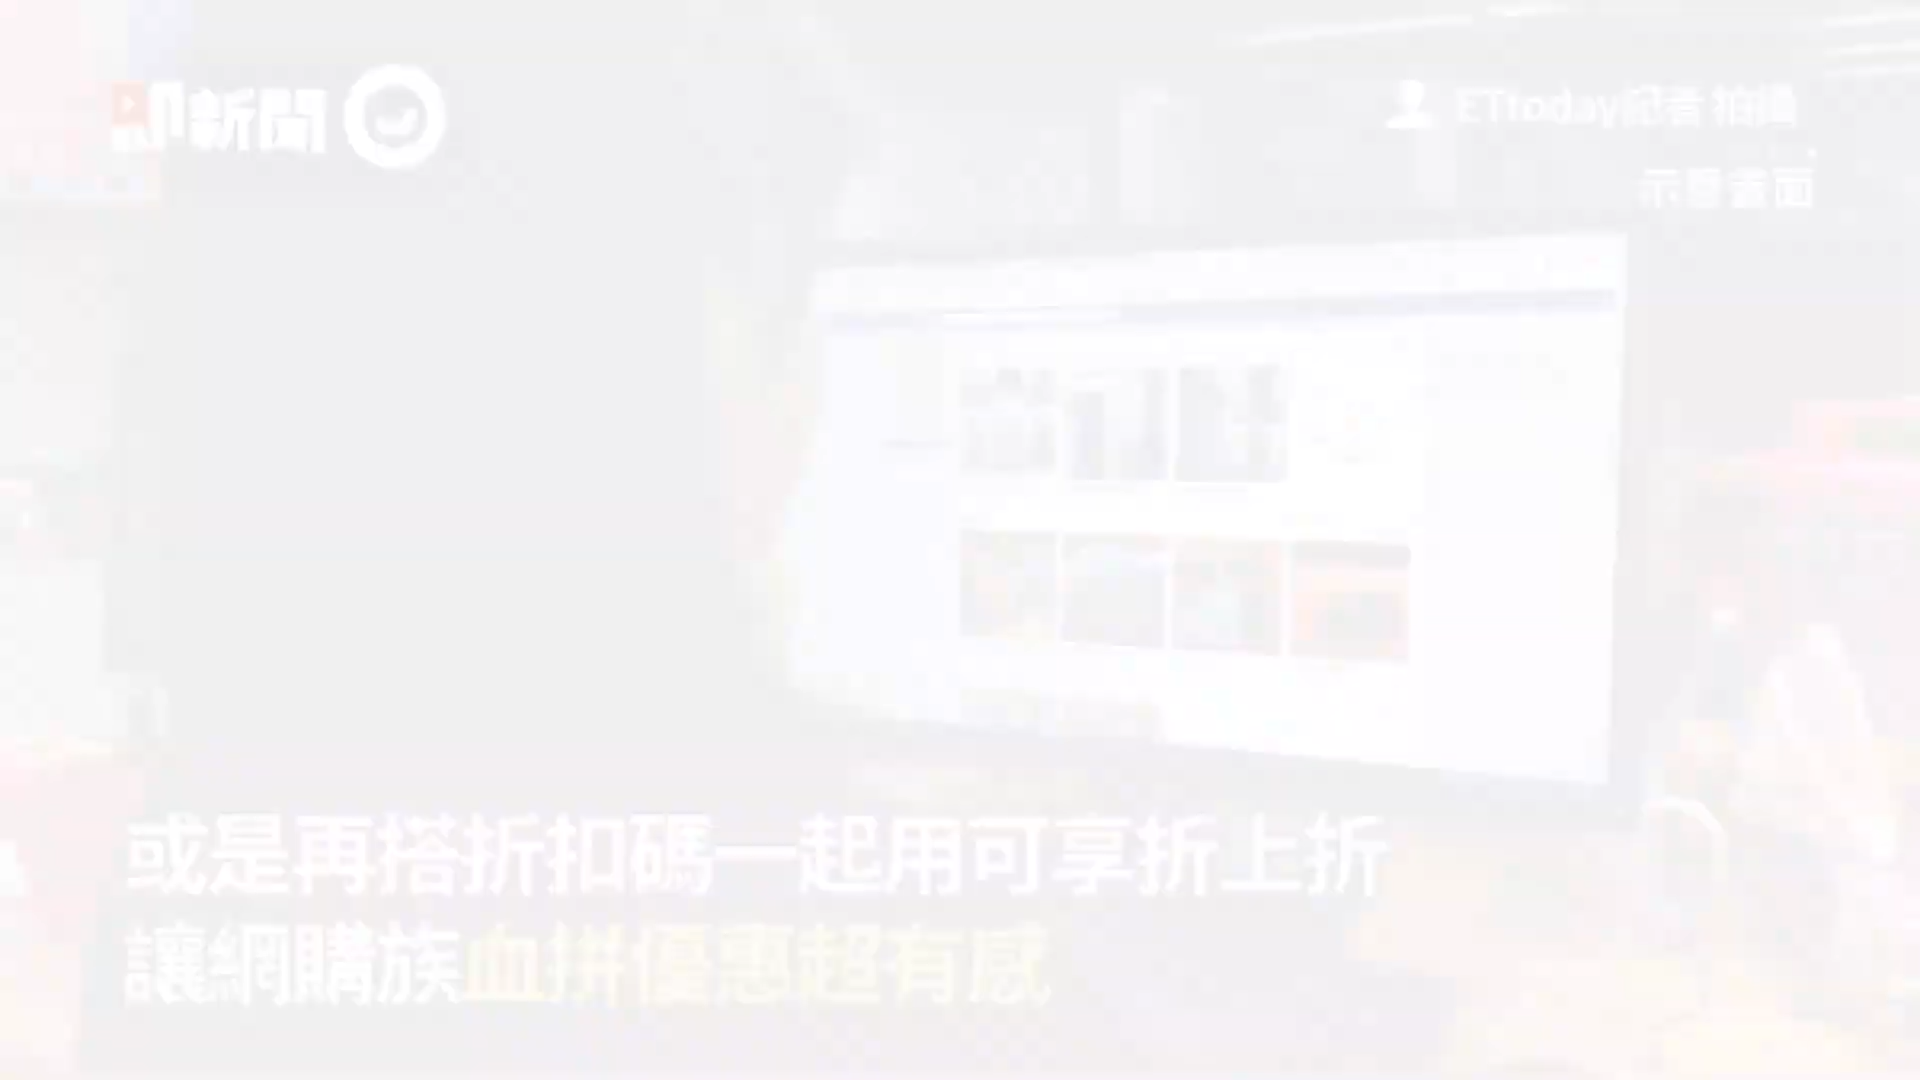 即新聞
ETtoday記者 拍攝
示意畫面
或是再搭折扣碼一起用可享折上折
讓網購族血拼優惠超有感